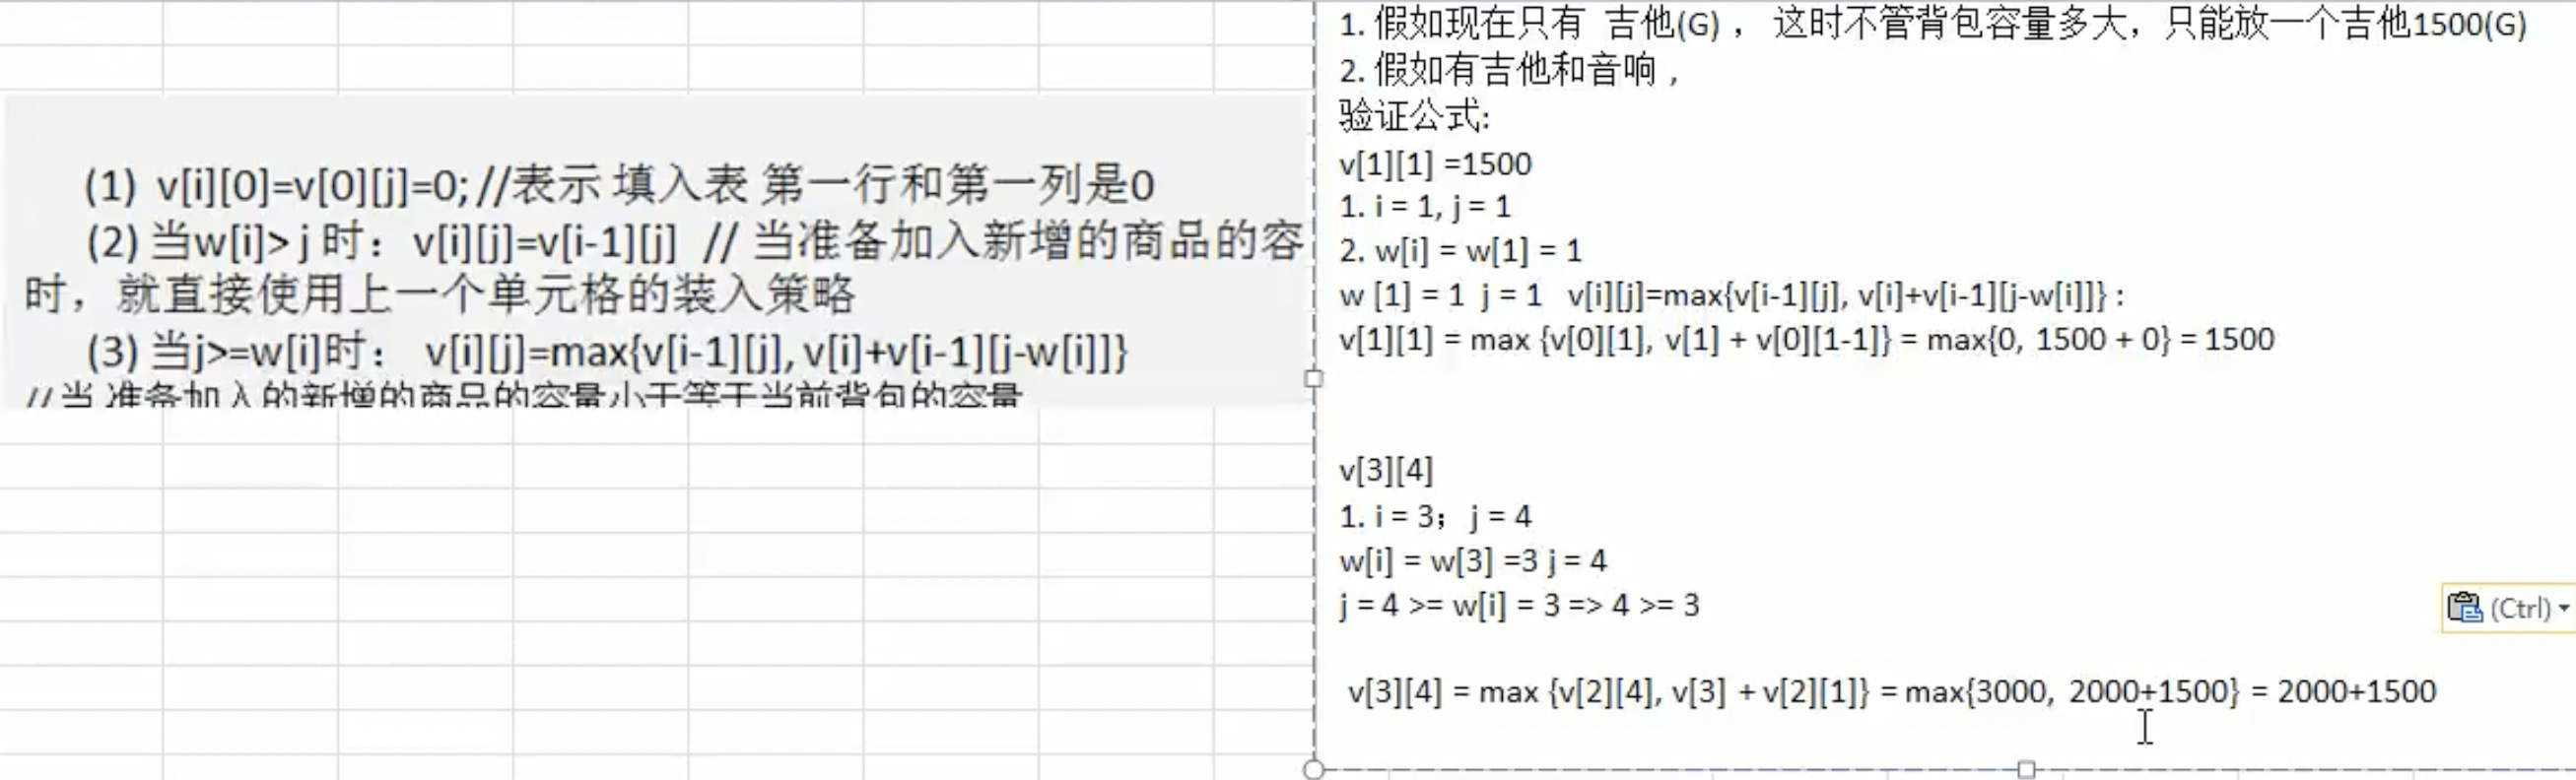 (1) v[i][0]=v[0][j]=0; //表示 填入表 第一行和第一列是0
(2) 当w[i]> j 时：v[i][j]=v[i-1][j] // 当准备加入新增的商品的容
时，就直接使用上一个单元格的装入策略
(3) 当j>=w[i]时： v[i][j]=max{v[i-1][j], v[i]+v[i-1][j-w[i]]}
//当 准备加入的新增的商品的容量小于等于当前背包的容量
1. 假如现在只有 吉他(G) ， 这时不管背包容量多大，只能放一个吉他1500(G)
2. 假如有吉他和音响 ,
验证公式:
v[1][1] =1500
1. i = 1, j = 1
2. w[i] = w[1] = 1
w [1] = 1 j = 1 v[i][j]=max{v[i-1][j], v[i]+v[i-1][j-w[i]]} :
v[1][1] = max {v[0][1], v[1] + v[0][1-1]} = max{0, 1500 + 0} = 1500
v[3][4]
1. i = 3；j = 4
w[i] = w[3] =3 j = 4
j = 4 >= w[i] = 3 => 4 >= 3
v[3][4] = max {v[2][4], v[3] + v[2][1]} = max{3000, 2000+1500} = 2000+1500
(Ctrl)